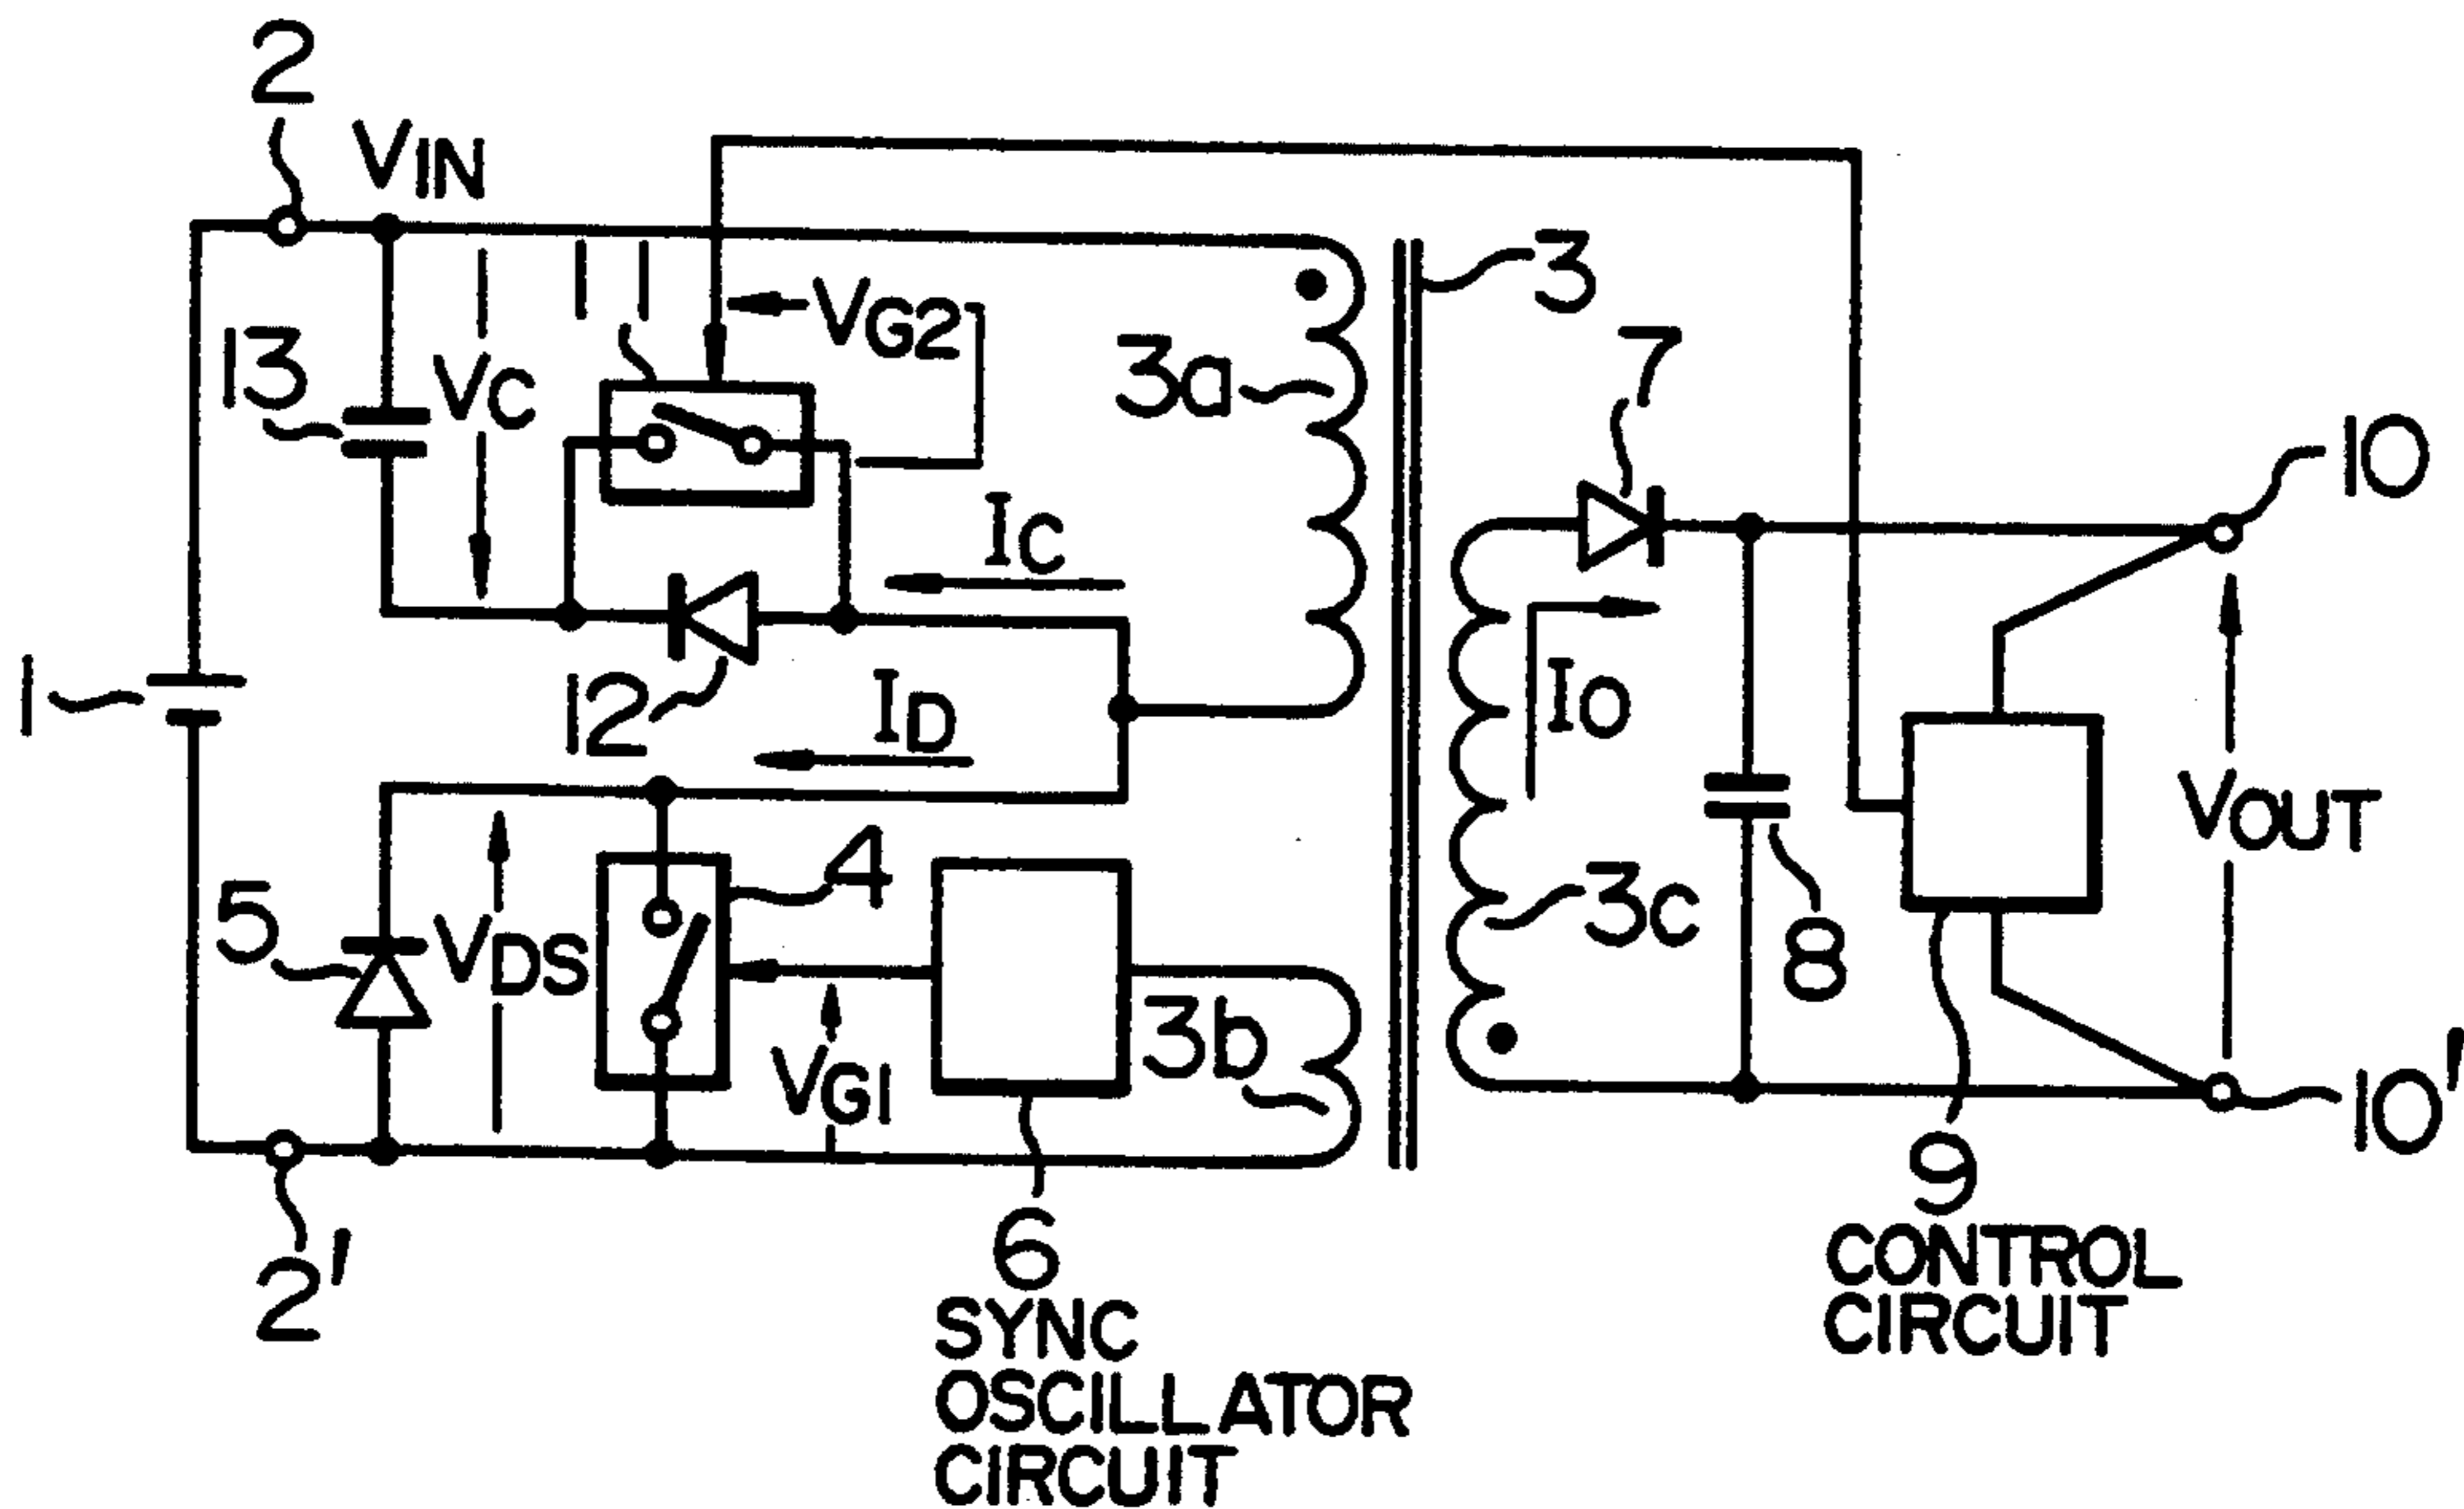 2
VIN
11
VG2
3
13
VC
3a
7
10
IC
1
12
ID
IO
5
VDS
4
VOUT
3c
8
VG1
3b
10'
2'
6
SYNC
OSCILLATOR
CIRCUIT
9
CONTROL
CIRCUIT